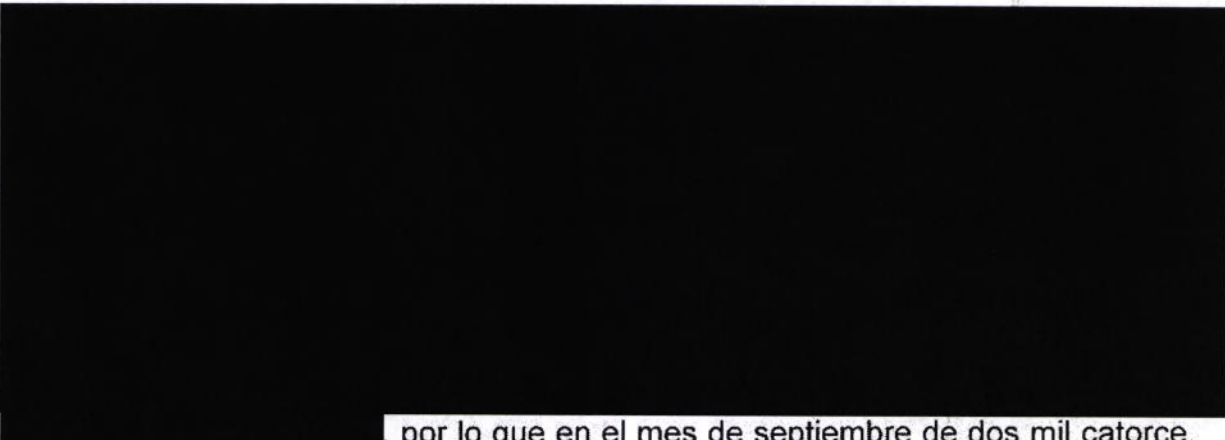 por lo que en el mes de septiembre de dos mil catorce,